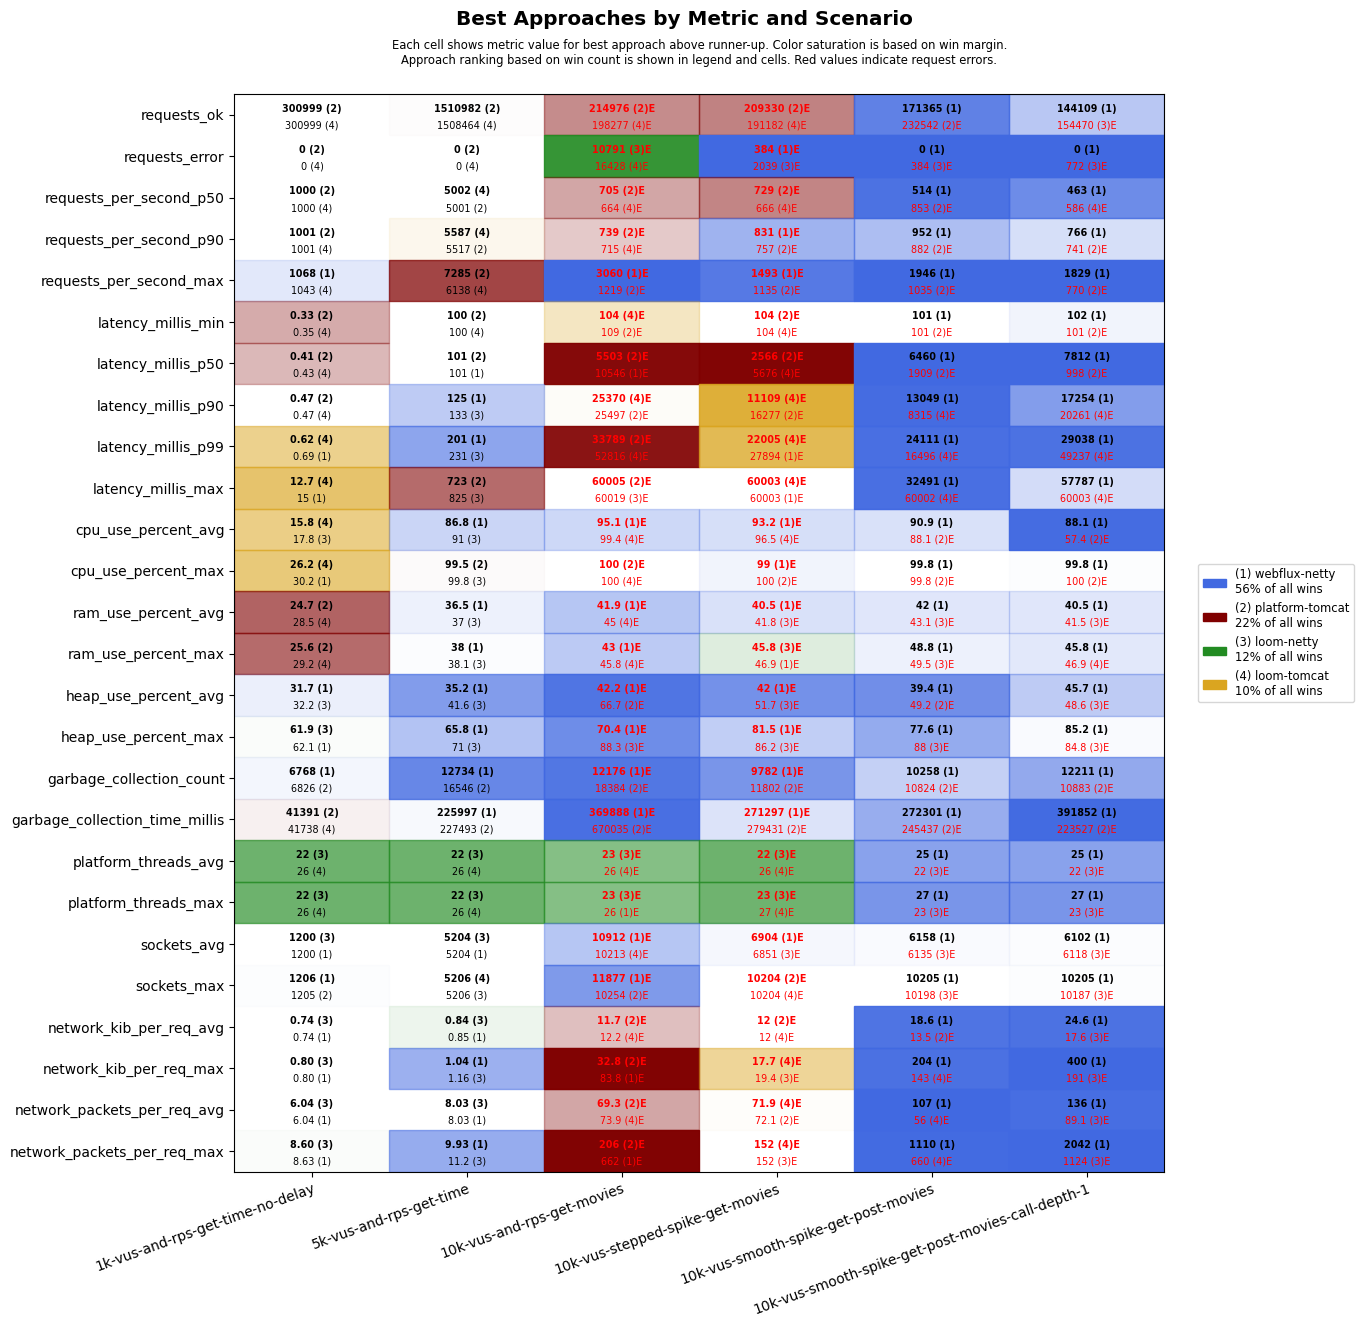 Best Approaches by Metric and Scenario
Each cell shows metric value for best approach above runner-up. Color saturation is based on win margin.
Approach ranking based on win count is shown in legend and cells. Red values indicate request errors.
requests_ok
300999 (2) 1510982 (2) 214976 (2)E 209330 (2)E 171365 (1) 144109 (1)
300999 (4) 1508464 (4) 198277 (4)E 191182 (4)E 232542 (2)E 154470 (3)E
requests_error
0 (2) 0 (2) 10791 (3)E 384 (1)E 0 (1) 0 (1)
0 (4) 0 (4) 16428 (4)E 2039 (3)E 384 (3)E 772 (3)E
requests_per_second_p50
1000 (2) 5002 (4) 705 (2)E 729 (2)E 514 (1) 463 (1)
1000 (4) 5001 (2) 664 (4)E 666 (4)E 853 (2)E 586 (4)E
requests_per_second_p90
1001 (2) 5587 (4) 739 (2)E 831 (1)E 952 (1) 766 (1)
1001 (4) 5517 (2) 715 (4)E 757 (2)E 882 (2)E 741 (2)E
requests_per_second_max
1068 (1) 7285 (2) 3060 (1)E 1493 (1)E 1946 (1) 1829 (1)
1043 (4) 6138 (4) 1219 (2)E 1135 (2)E 1035 (2)E 770 (2)E
latency_millis_min
0.33 (2) 100 (2) 104 (4)E 104 (2)E 101 (1) 102 (1)
0.35 (4) 100 (4) 109 (2)E 104 (4)E 101 (2)E 101 (2)E
latency_millis_p50
0.41 (2) 101 (2) 5503 (2)E 2566 (2)E 6460 (1) 7812 (1)
0.43 (4) 101 (1) 10546 (1)E 5676 (4)E 1909 (2)E 998 (2)E
latency_millis_p90
0.47 (2) 125 (1) 25370 (4)E 11109 (4)E 13049 (1) 17254 (1)
0.47 (4) 133 (3) 25497 (2)E 16277 (2)E 8315 (4)E 20261 (4)E
latency_millis_p99
0.62 (4) 201 (1) 33789 (2)E 22005 (4)E 24111 (1) 29038 (1)
0.69 (1) 231 (3) 52816 (4)E 27894 (1)E 16496 (4)E 49237 (4)E
latency_millis_max
12.7 (4) 723 (2) 60005 (2)E 60003 (4)E 32491 (1) 57787 (1)
15 (1) 825 (3) 60019 (3)E 60003 (1)E 60002 (4)E 60003 (4)E
cpu_use_percent_avg
15.8 (4) 86.8 (1) 95.1 (1)E 93.2 (1)E 90.9 (1) 88.1 (1)
17.8 (3) 91 (3) 99.4 (4)E 96.5 (4)E 88.1 (2)E 57.4 (2)E
cpu_use_percent_max
26.2 (4) 99.5 (2) 100 (2)E 99 (1)E 99.8 (1) 99.8 (1)
30.2 (1) 99.8 (3) 100 (4)E 100 (2)E 99.8 (2)E 100 (2)E
ram_use_percent_avg
24.7 (2) 36.5 (1) 41.9 (1)E 40.5 (1)E 42 (1) 40.5 (1)
28.5 (4) 37 (3) 45 (4)E 41.8 (3)E 43.1 (3)E 41.5 (3)E
ram_use_percent_max
25.6 (2) 38 (1) 43 (1)E 45.8 (3)E 48.8 (1) 45.8 (1)
29.2 (4) 38.1 (3) 45.8 (4)E 46.9 (1)E 49.5 (3)E 46.9 (4)E
heap_use_percent_avg
31.7 (1) 35.2 (1) 42.2 (1)E 42 (1)E 39.4 (1) 45.7 (1)
32.2 (3) 41.6 (3) 66.7 (2)E 51.7 (3)E 49.2 (2)E 48.6 (3)E
heap_use_percent_max
61.9 (3) 65.8 (1) 70.4 (1)E 81.5 (1)E 77.6 (1) 85.2 (1)
62.1 (1) 71 (3) 88.3 (3)E 86.2 (3)E 88 (3)E 84.8 (3)E
garbage_collection_count
6768 (1) 12734 (1) 12176 (1)E 9782 (1)E 10258 (1) 12211 (1)
6826 (2) 16546 (2) 18384 (2)E 11802 (2)E 10824 (2)E 10883 (2)E
garbage_collection_time_millis
41391 (2) 225997 (1) 369888 (1)E 271297 (1)E 272301 (1) 391852 (1)
41738 (4) 227493 (2) 670035 (2)E 279431 (2)E 245437 (2)E 223527 (2)E
platform_threads_avg
22 (3) 22 (3) 23 (3)E 22 (3)E 25 (1) 25 (1)
26 (4) 26 (4) 26 (4)E 26 (4)E 22 (3)E 22 (3)E
platform_threads_max
22 (3) 22 (3) 23 (3)E 23 (3)E 27 (1) 27 (1)
26 (4) 26 (4) 26 (1)E 27 (4)E 23 (3)E 23 (3)E
sockets_avg
1200 (3) 5204 (3) 10912 (1)E 6904 (1)E 6158 (1) 6102 (1)
1200 (1) 5204 (1) 10213 (4)E 6851 (3)E 6135 (3)E 6118 (3)E
sockets_max
1206 (1) 5206 (4) 11877 (1)E 10204 (2)E 10205 (1) 10205 (1)
1205 (2) 5206 (3) 10254 (2)E 10204 (4)E 10198 (3)E 10187 (3)E
network_kib_per_req_avg
0.74 (3) 0.84 (3) 11.7 (2)E 12 (2)E 18.6 (1) 24.6 (1)
0.74 (1) 0.85 (1) 12.2 (4)E 12 (4)E 13.5 (2)E 17.6 (3)E
network_kib_per_req_max
0.80 (3) 1.04 (1) 32.8 (2)E 17.7 (4)E 204 (1) 400 (1)
0.80 (1) 1.16 (3) 83.8 (1)E 19.4 (3)E 143 (4)E 191 (3)E
network_packets_per_req_avg
6.04 (3) 8.03 (3) 69.3 (2)E 71.9 (4)E 107 (1) 136 (1)
6.04 (1) 8.03 (1) 73.9 (4)E 72.1 (2)E 56 (4)E 89.1 (3)E
network_packets_per_req_max
8.60 (3) 9.93 (1) 206 (2)E 152 (4)E 1110 (1) 2042 (1)
8.63 (1) 11.2 (3) 662 (1)E 152 (3)E 660 (4)E 1124 (3)E
1k-vus-and-rps-get-time-no-delay
5k-vus-and-rps-get-time
10k-vus-and-rps-get-movies
10k-vus-stepped-spike-get-movies
10k-vus-smooth-spike-get-post-movies
10k-vus-smooth-spike-get-post-movies-call-depth-1
(1) webflux-netty
56% of all wins
(2) platform-tomcat
22% of all wins
(3) loom-netty
12% of all wins
(4) loom-tomcat
10% of all wins